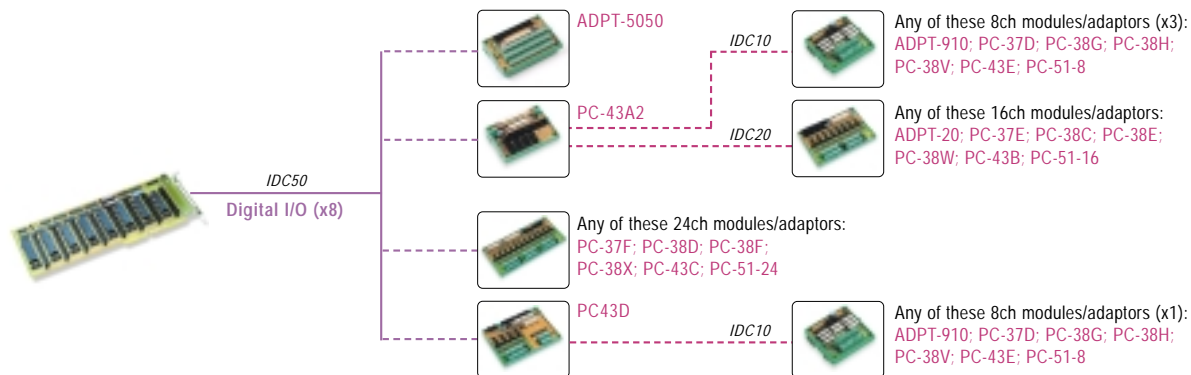 ADPT-5050
IDC10
Any of these 8ch modules/adaptors (x3):
ADPT-910; PC-37D; PC-38G; PC-38H;
PC-38V; PC-43E; PC-51-8
PC-43A2
IDC20
Any of these 16ch modules/adaptors:
ADPT-20; PC-37E; PC-38C; PC-38E;
PC-38W; PC-43B; PC-51-16
IDC50
Digital I/O (x8)
Any of these 24ch modules/adaptors:
PC-37F; PC-38D; PC-38F;
PC-38X; PC-43C; PC-51-24
PC43D
IDC10
Any of these 8ch modules/adaptors (x1):
ADPT-910; PC-37D; PC-38G; PC-38H;
PC-38V; PC-43E; PC-51-8